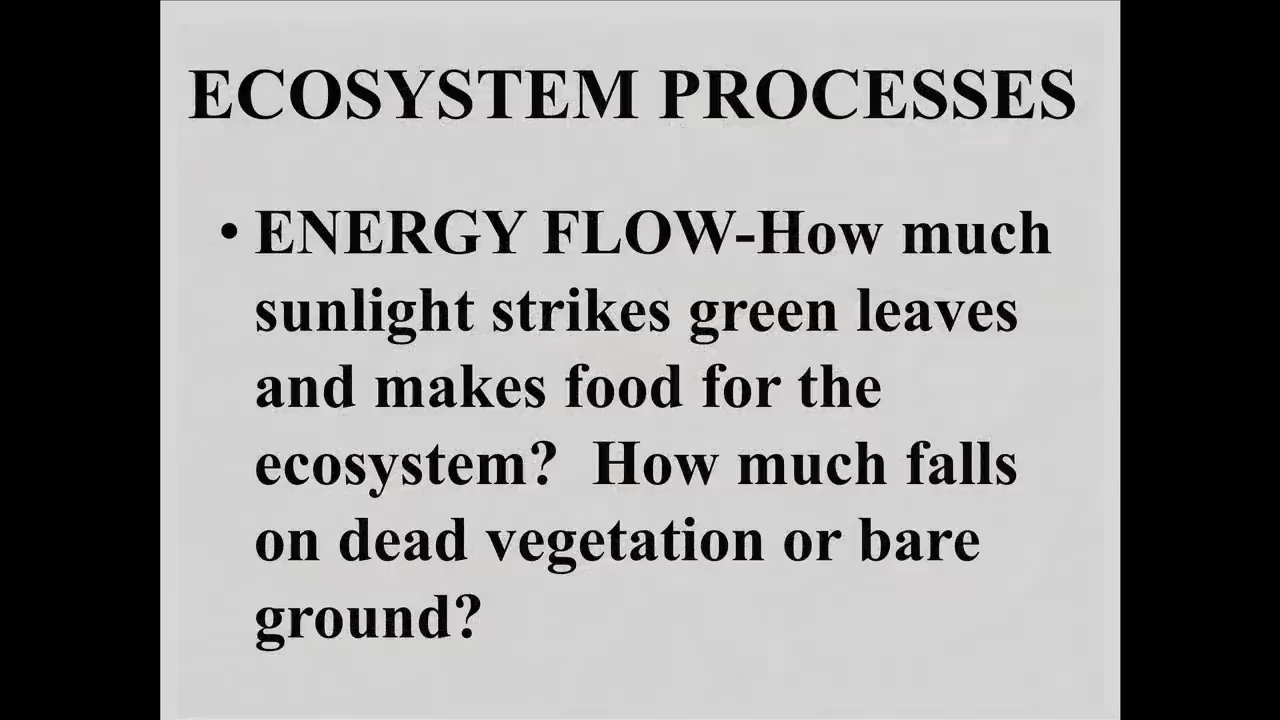 ECOSYSTEM PROCESSES
• ENERGY FLOW-How much
sunlight strikes green leaves
and makes food for the
ecosystem?  How much falls
on dead vegetation or bare
ground?